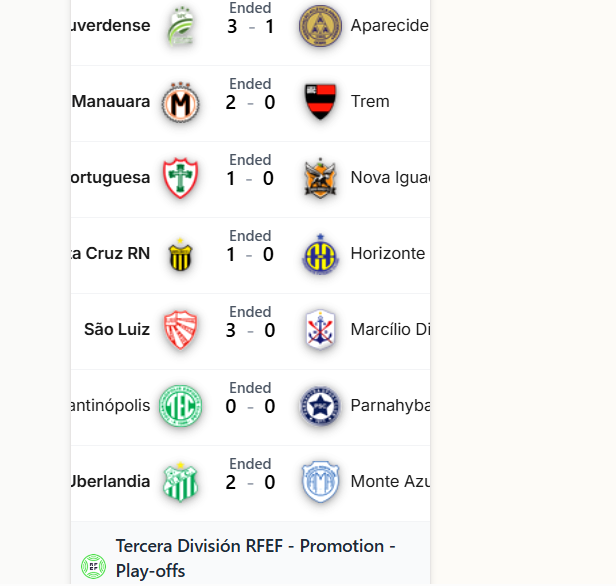 Ended
uverdense 3 - 1 Aparecide
Ended
Manauara 2 - 0 Trem
Ended
ortuguesa 1 - 0 Nova Igua
Ended
a Cruz RN 1 - 0 Horizonte
Ended
São Luiz 3 - 0 Marcílio Di
Ended
antinópolis 0 - 0 Parnahyba
Ended
Uberlandia 2 - 0 Monte Azu
Tercera División RFEF - Promotion -
Play-offs